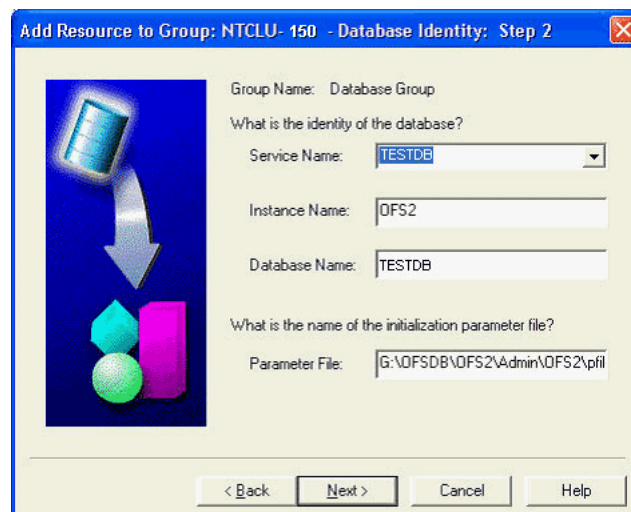 Add Resource to Group: NTCLU- 150 - Database Identity: Step 2
Group Name: Database Group
What is the identity of the database?
Service Name: TESTDB
Instance Name: OFS2
Database Name: TESTDB
What is the name of the initialization parameter file?
Parameter File: G:\OFSDB\OFS2\Admin\OFS2\pfil
< Back Next > Cancel Help